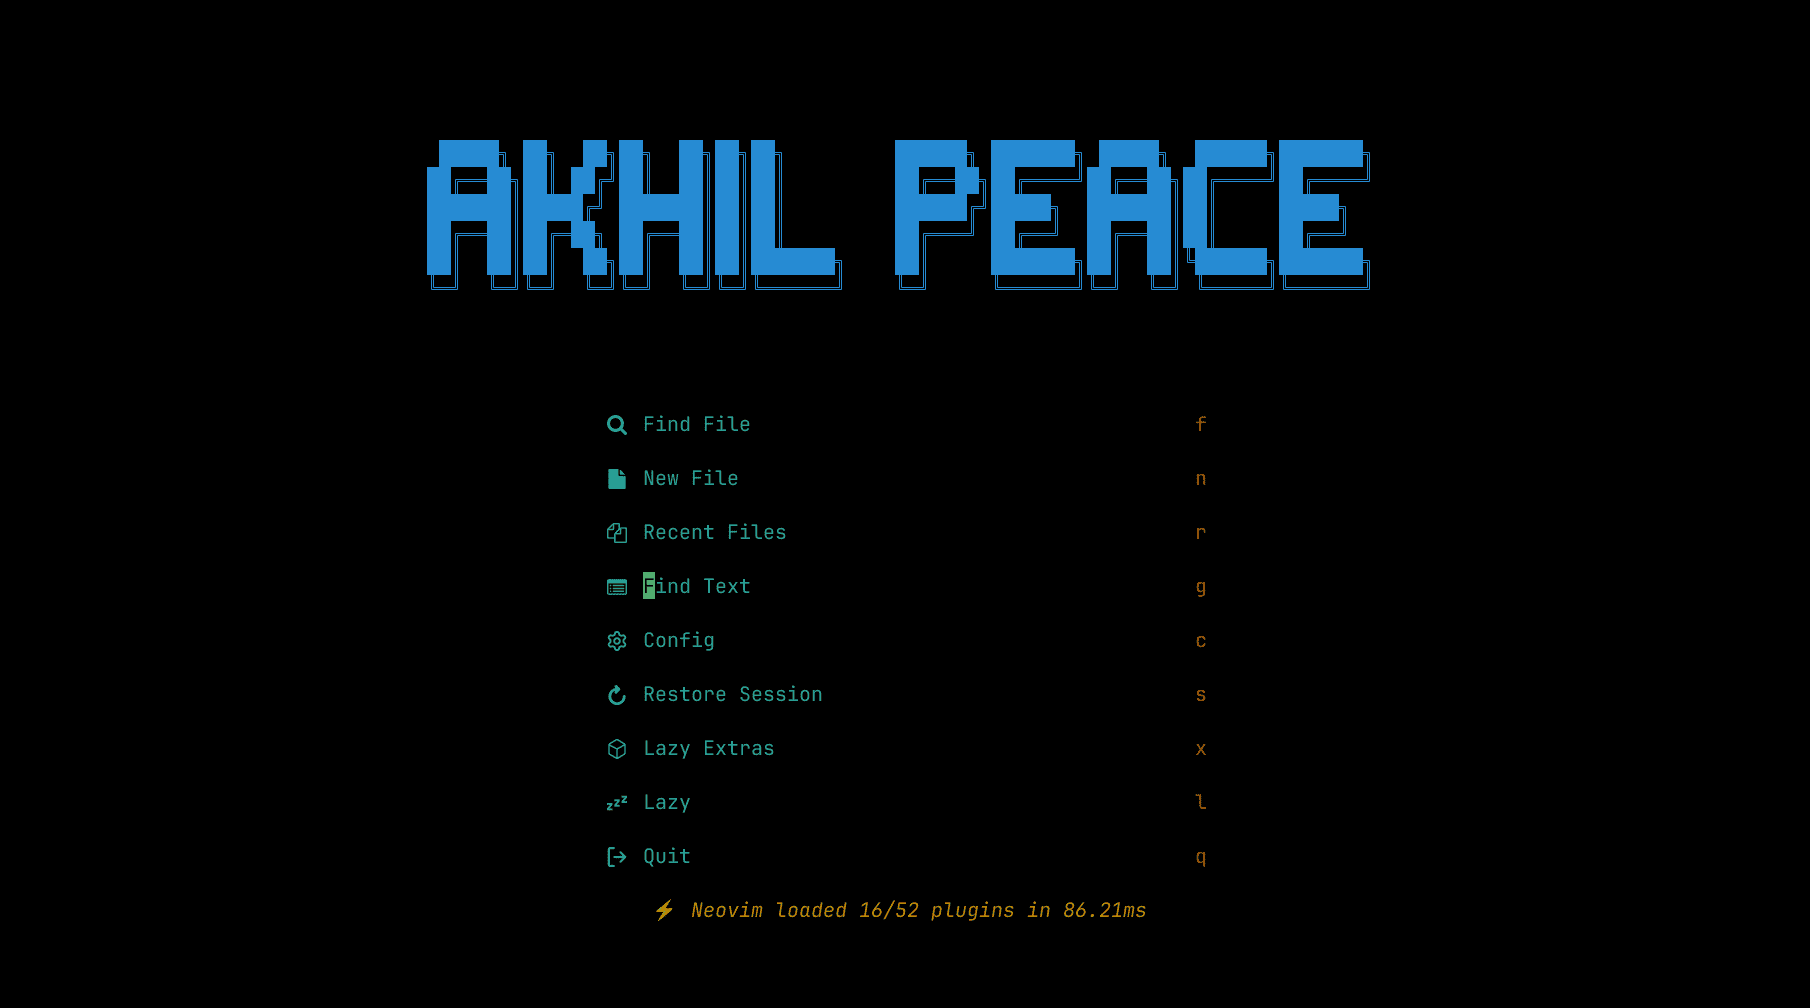 AKHIL PEACE
Find File f
New File n
Recent Files r
Find Text g
Config c
Restore Session s
Lazy Extras x
zzz Lazy l
Quit q
⚡ Neovim loaded 16/52 plugins in 86.21ms